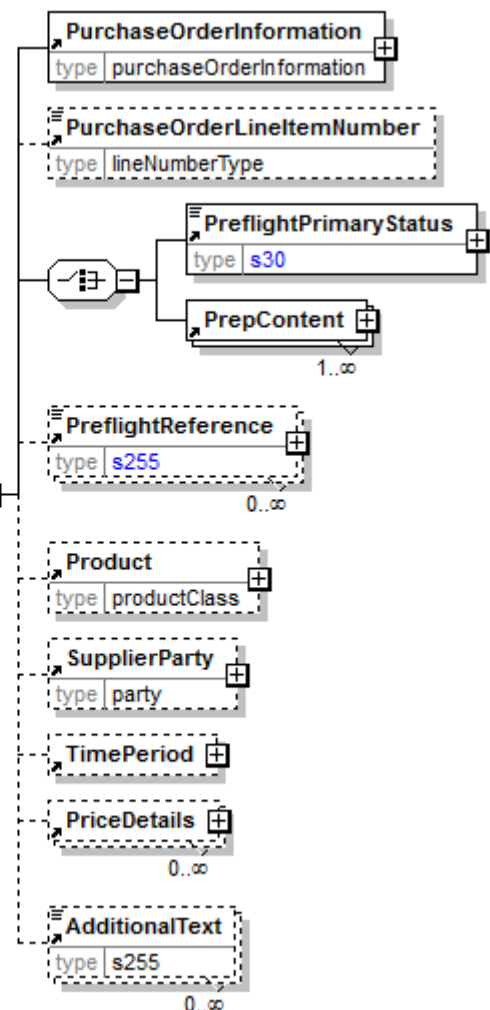 PurchaseOrderInformation
type purchaseOrderInformation
PurchaseOrderLineItemNumber
type lineNumberType
PreflightPrimaryStatus
type s30
PrepContent
1..∞
PreflightReference
type s255
0..∞
Product
type productClass
SupplierParty
type party
TimePeriod
PriceDetails
0..∞
AdditionalText
type s255
0..∞